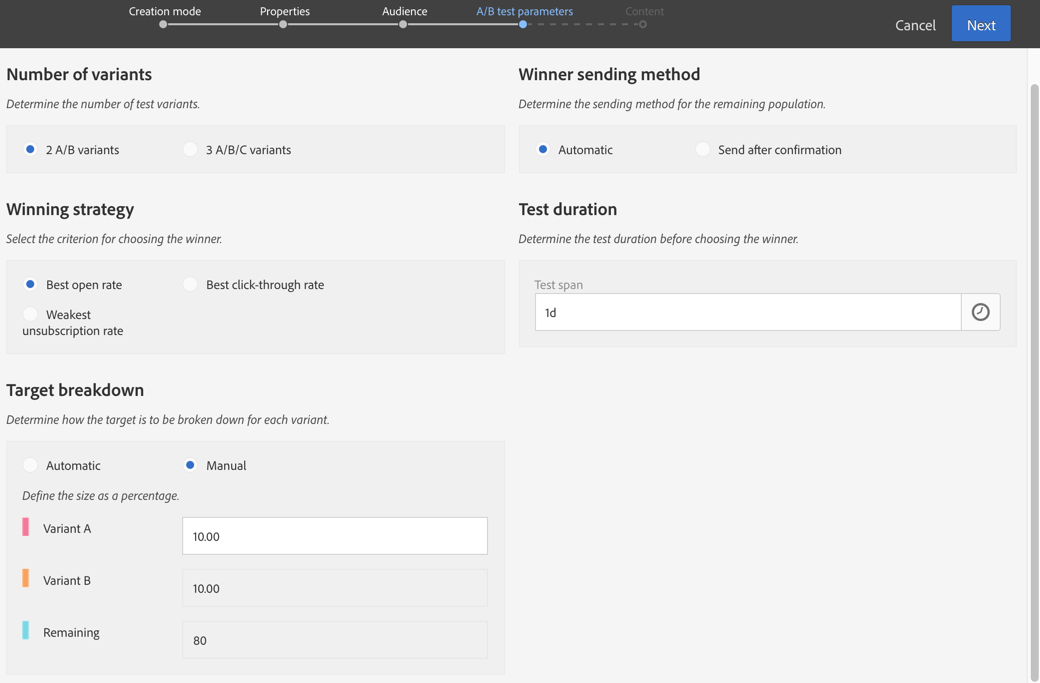 Creation mode
Properties
Audience
A/B test parameters
Content
Cancel
Next
Number of variants
Determine the number of test variants.
2 A/B variants
3 A/B/C variants
Winner sending method
Determine the sending method for the remaining population.
Automatic
Send after confirmation
Winning strategy
Select the criterion for choosing the winner.
Best open rate
Best click-through rate
Weakest
unsubscription rate
Test duration
Determine the test duration before choosing the winner.
Test span
1d
Target breakdown
Determine how the target is to be broken down for each variant.
Automatic
Manual
Define the size as a percentage.
Variant A
10.00
Variant B
10.00
Remaining
80